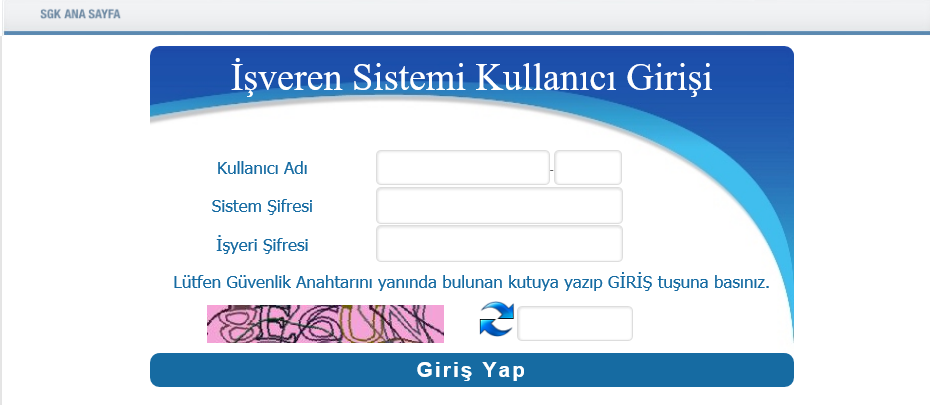 SGK ANA SAYFA
İşveren Sistemi Kullanıcı Girişi
Kullanıcı Adı
-
Sistem Şifresi
İşyeri Şifresi
Lütfen Güvenlik Anahtarını yanında bulunan kutuya yazıp GİRİŞ tuşuna basınız.
Giriş Yap